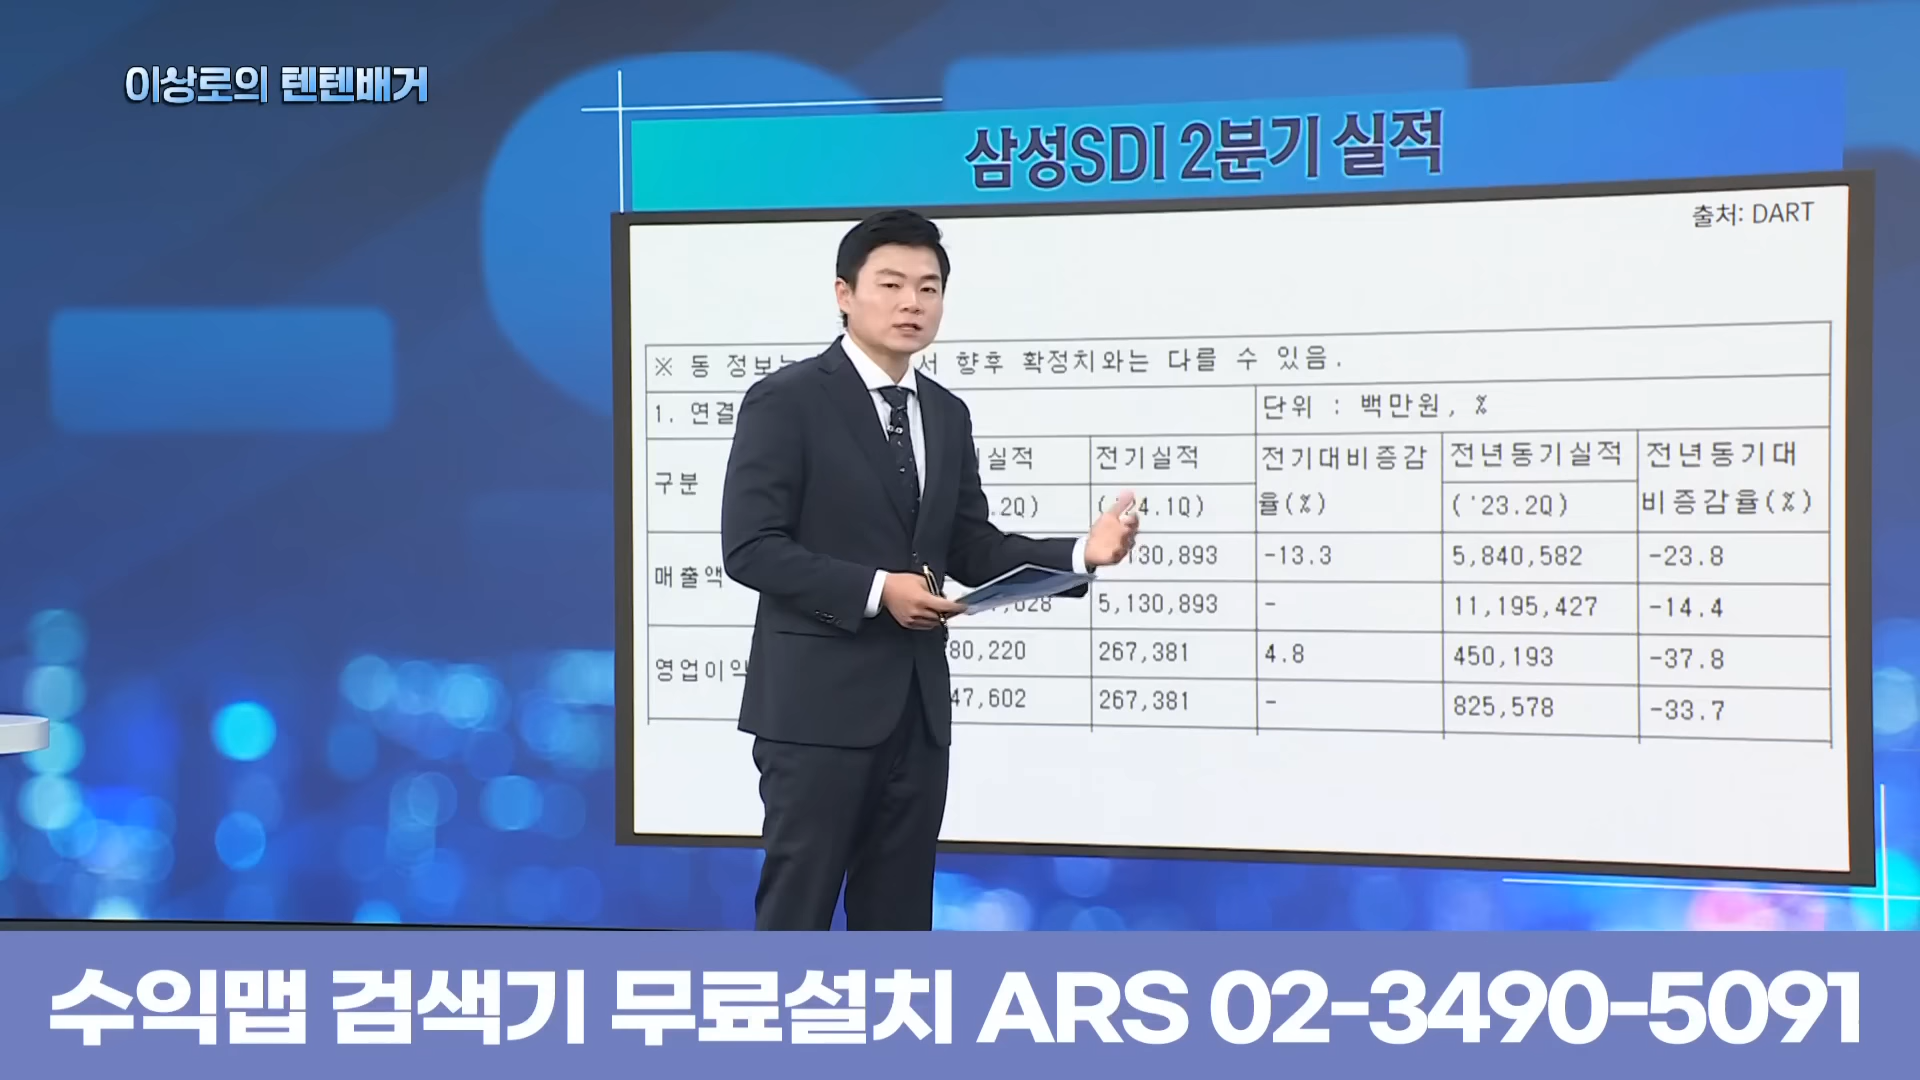 이상로의 텐텐배거
삼성SDI 2분기 실적
출처: DART
※ 동 향후 확정치와는 다를 수 있음.
1. 연결
단위 : 백만원, %
구분
실적
전기실적
전기대비증감
율(%)
전년동기실적
전년동기대
비증감율(%)
.2Q)
24.1Q)
('23.2Q)
매출액
130,893
-13.3
5,840,582
-23.8
5,130,893
-
11,195,427
-14.4
영업이익
80,220
267,381
4.8
450,193
-37.8
47,602
267,381
-
825,578
-33.7
수익맵 검색기 무료설치 ARS 02-3490-5091